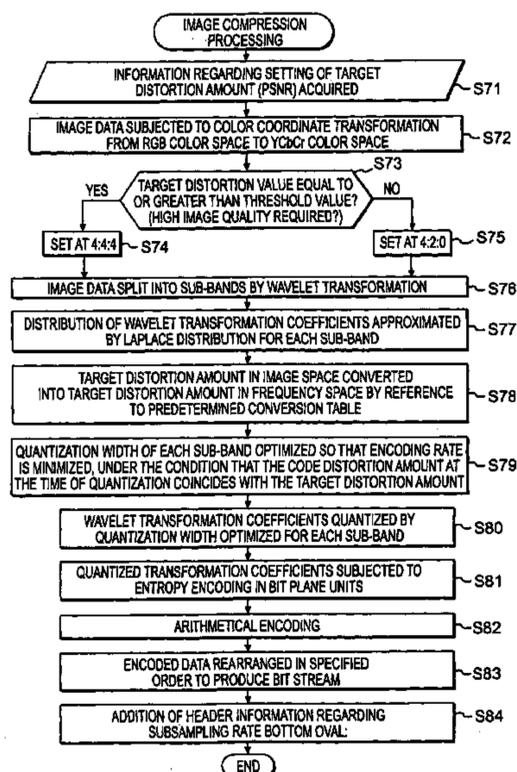 IMAGE COMPRESSION
PROCESSING
INFORMATION REGARDING SETTING OF TARGET
DISTORTION AMOUNT (PSNR) ACQUIRED
S71
IMAGE DATA SUBJECTED TO COLOR COORDINATE TRANSFORMATION
FROM RGB COLOR SPACE TO YCbCr COLOR SPACE
S72
S73
TARGET DISTORTION VALUE EQUAL TO
OR GREATER THAN THRESHOLD VALUE?
(HIGH IMAGE QUALITY REQUIRED?)
YES
NO
SET AT 4:4:4
S74
SET AT 4:2:0
S75
IMAGE DATA SPLIT INTO SUB-BANDS BY WAVELET TRANSFORMATION
S76
DISTRIBUTION OF WAVELET TRANSFORMATION COEFFICIENTS APPROXIMATED
BY LAPLACE DISTRIBUTION FOR EACH SUB-BAND
S77
TARGET DISTORTION AMOUNT IN IMAGE SPACE CONVERTED
INTO TARGET DISTORTION AMOUNT IN FREQUENCY SPACE BY REFERENCE
TO PREDETERMINED CONVERSION TABLE
S78
QUANTIZATION WIDTH OF EACH SUB-BAND OPTIMIZED SO THAT ENCODING RATE
IS MINIMIZED, UNDER THE CONDITION THAT THE CODE DISTORTION AMOUNT AT
THE TIME OF QUANTIZATION COINCIDES WITH THE TARGET DISTORTION AMOUNT
S79
WAVELET TRANSFORMATION COEFFICIENTS QUANTIZED BY
QUANTIZATION WIDTH OPTIMIZED FOR EACH SUB-BAND
S80
QUANTIZED TRANSFORMATION COEFFICIENTS SUBJECTED TO
ENTROPY ENCODING IN BIT PLANE UNITS
S81
ARITHMETICAL ENCODING
S82
ENCODED DATA REARRANGED IN SPECIFIED
ORDER TO PRODUCE BIT STREAM
S83
ADDITION OF HEADER INFORMATION REGARDING
SUBSAMPLING RATE BOTTOM OVAL:
S84
END